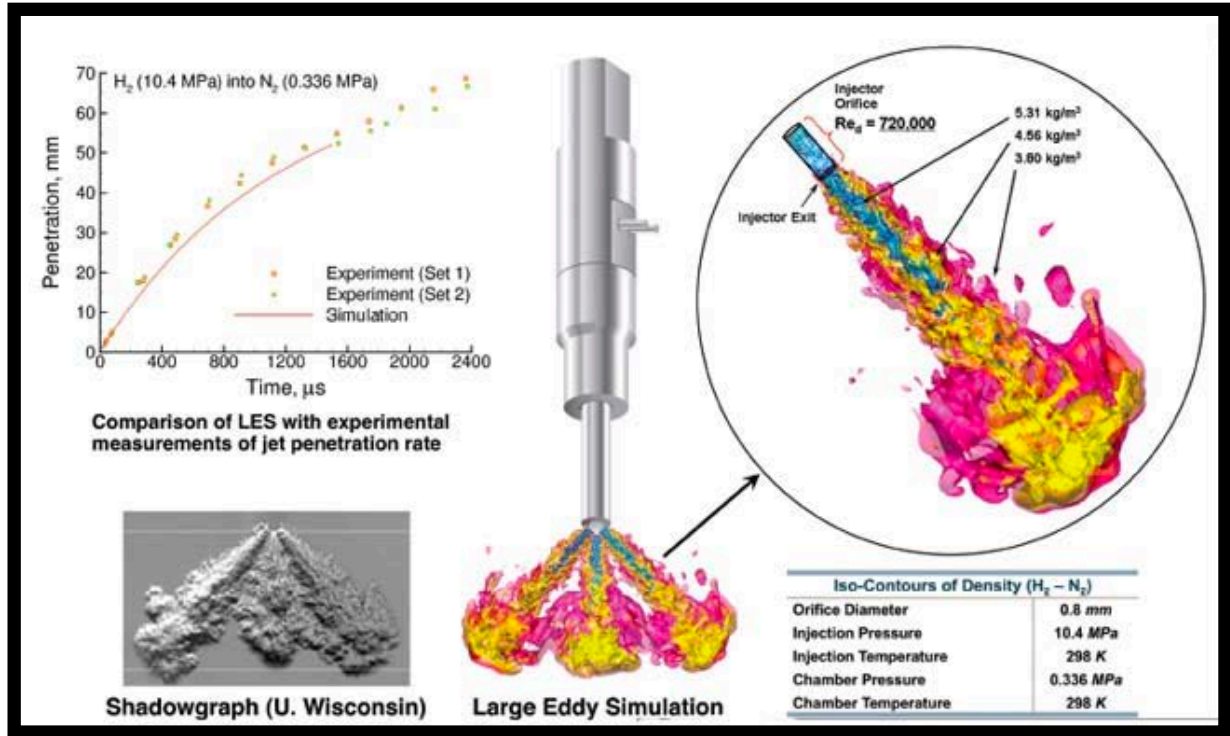 H₂ (10.4 MPa) into N₂ (0.336 MPa)
70
60
50
40
30
20
10
0
Penetration, mm
Experiment (Set 1)
Experiment (Set 2)
Simulation
0 400 800 1200 1600 2000 2400
Time, μs
Comparison of LES with experimental
measurements of jet penetration rate
Shadowgraph (U. Wisconsin)
Large Eddy Simulation
Injector
Orifice
Re_d = 720,000
5.31 kg/m³
4.56 kg/m³
3.80 kg/m³
Injector Exit
Iso-Contours of Density (H₂ – N₂)
Orifice Diameter 0.8 mm
Injection Pressure 10.4 MPa
Injection Temperature 298 K
Chamber Pressure 0.336 MPa
Chamber Temperature 298 K